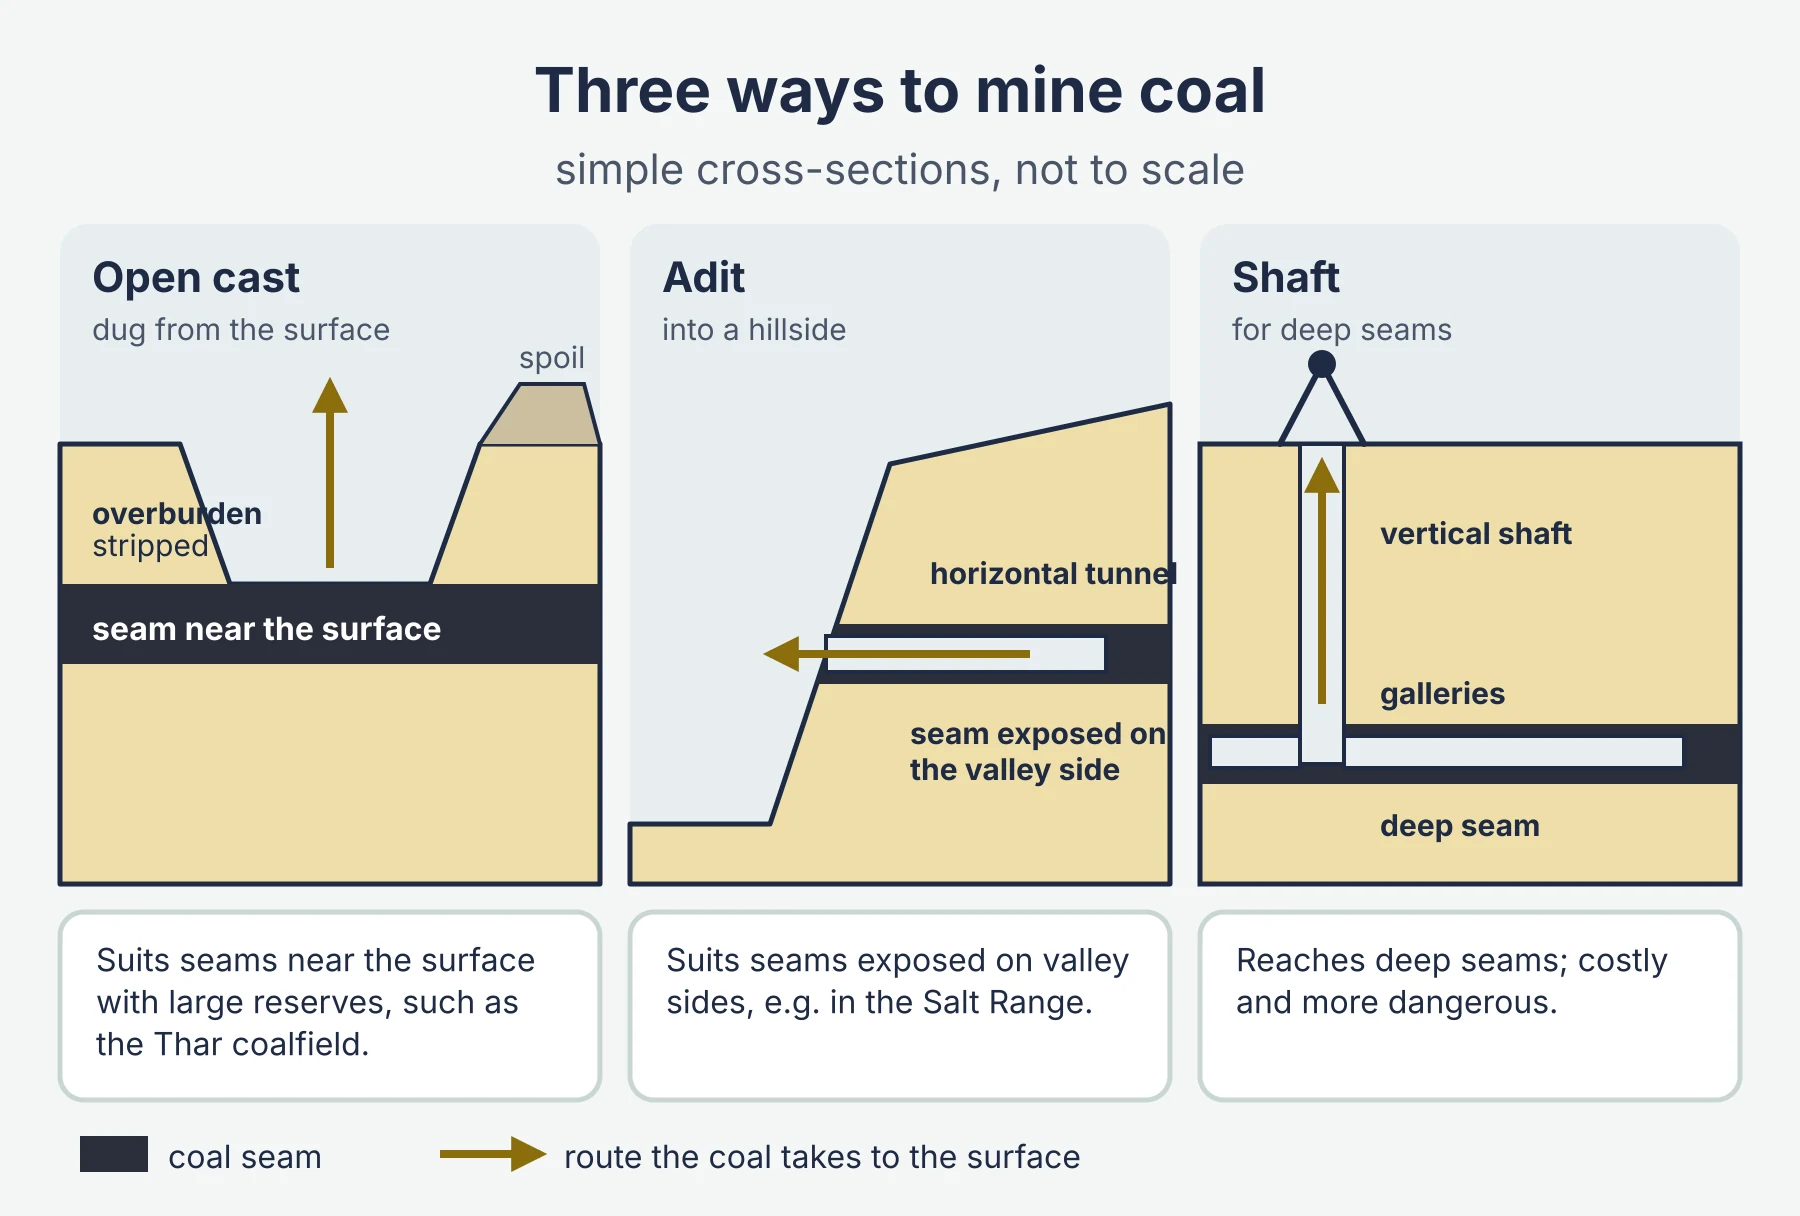 Three ways to mine coal
simple cross-sections, not to scale
Open cast
dug from the surface
spoil
overburden
stripped
seam near the surface
Suits seams near the surface
with large reserves, such as
the Thar coalfield.
Adit
into a hillside
horizontal tunnel
seam exposed on
the valley side
Suits seams exposed on valley
sides, e.g. in the Salt Range.
Shaft
for deep seams
vertical shaft
galleries
deep seam
Reaches deep seams; costly
and more dangerous.
coal seam
route the coal takes to the surface